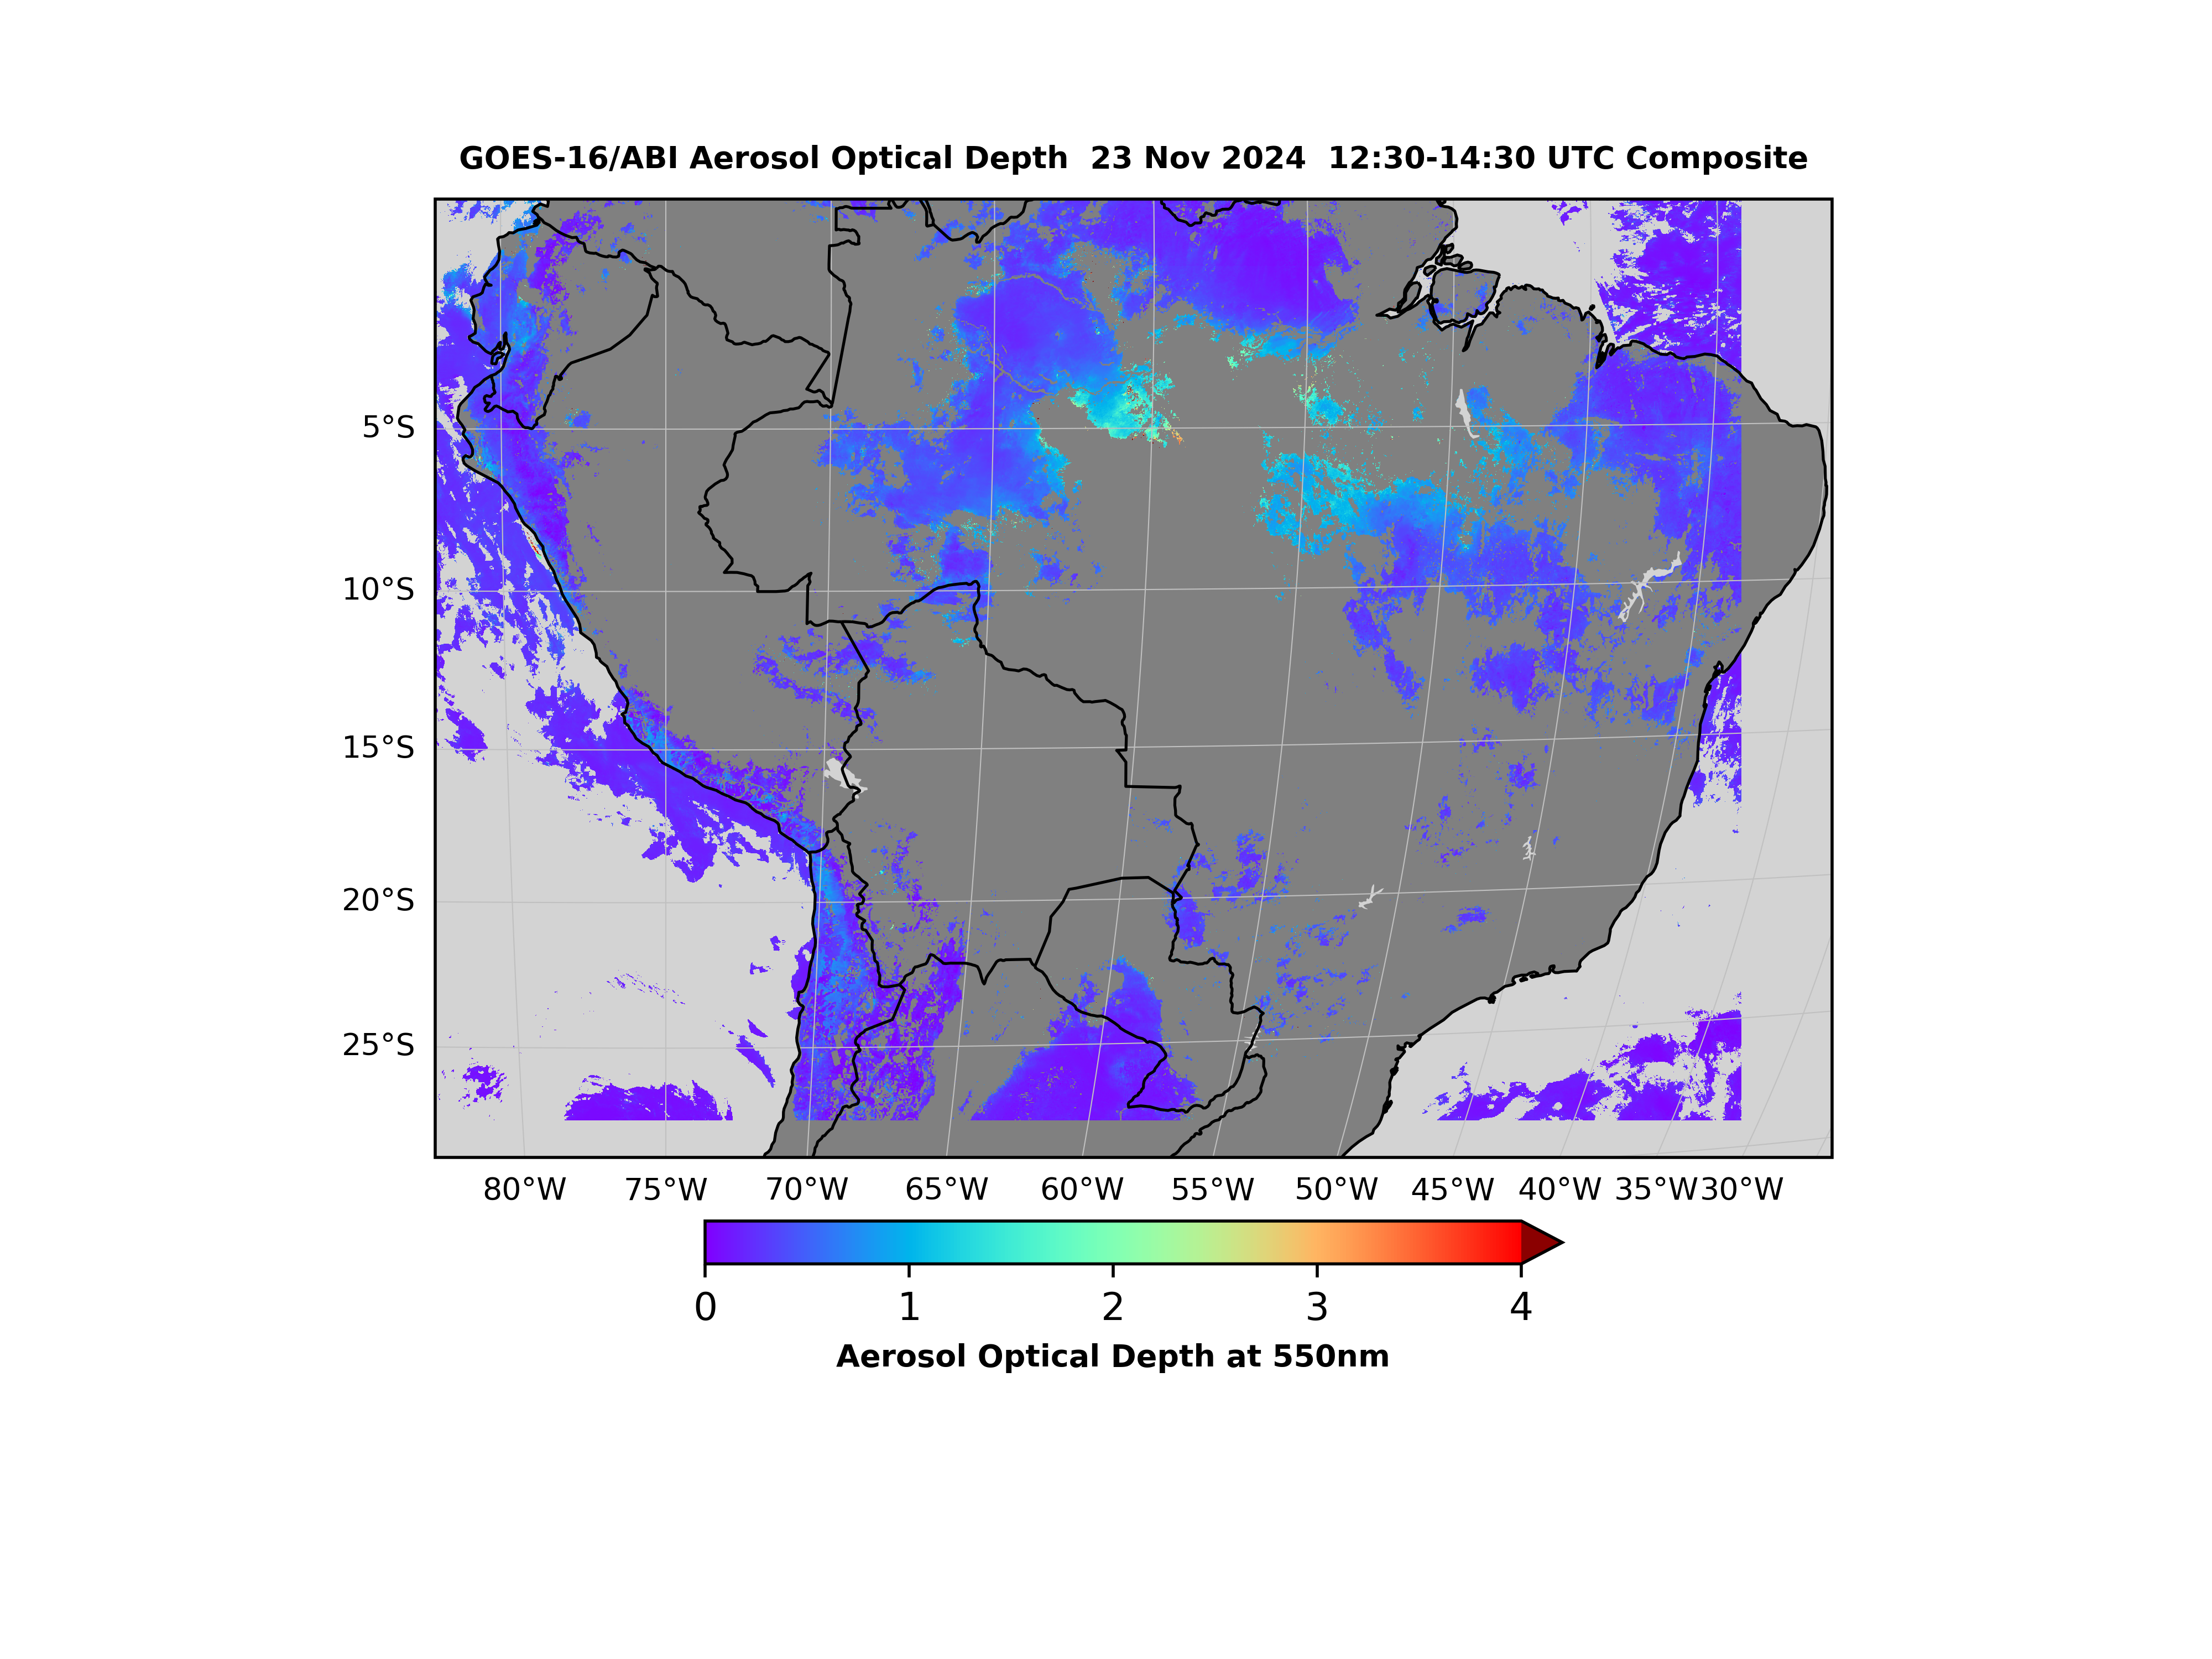 GOES-16/ABI Aerosol Optical Depth  23 Nov 2024  12:30-14:30 UTC Composite
5°S
10°S
15°S
20°S
25°S
80°W 75°W 70°W 65°W 60°W 55°W 50°W 45°W 40°W 35°W 30°W
0 1 2 3 4
Aerosol Optical Depth at 550nm